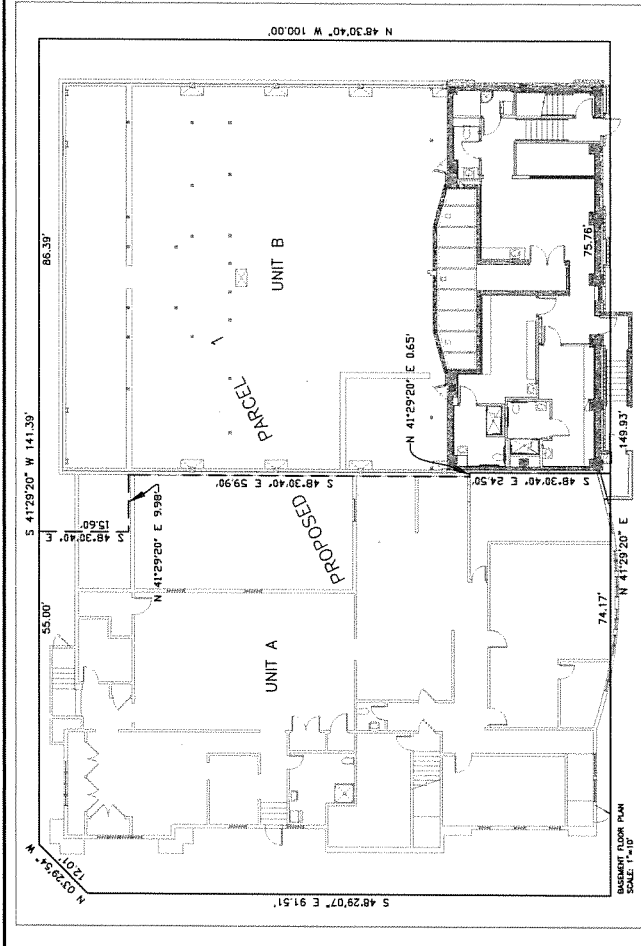 N 48°30'40" W 100.00'
S 41°29'20" W 141.39'
86.39'
55.00'
S 48°30'40" E
15.60'
N 41°29'20" E 9.98'
S 48°30'40" E 59.90'
N 41°29'20" E 0.65'
S 48°30'40" E 24.50'
UNIT B
PROPOSED PARCEL
UNIT A
75.76'
149.93'
N 41°29'20" E
74.17'
N 03°29'54" W
12.01'
S 48°29'07" E 91.51'
BASEMENT FLOOR PLAN
SCALE: 1"=10'